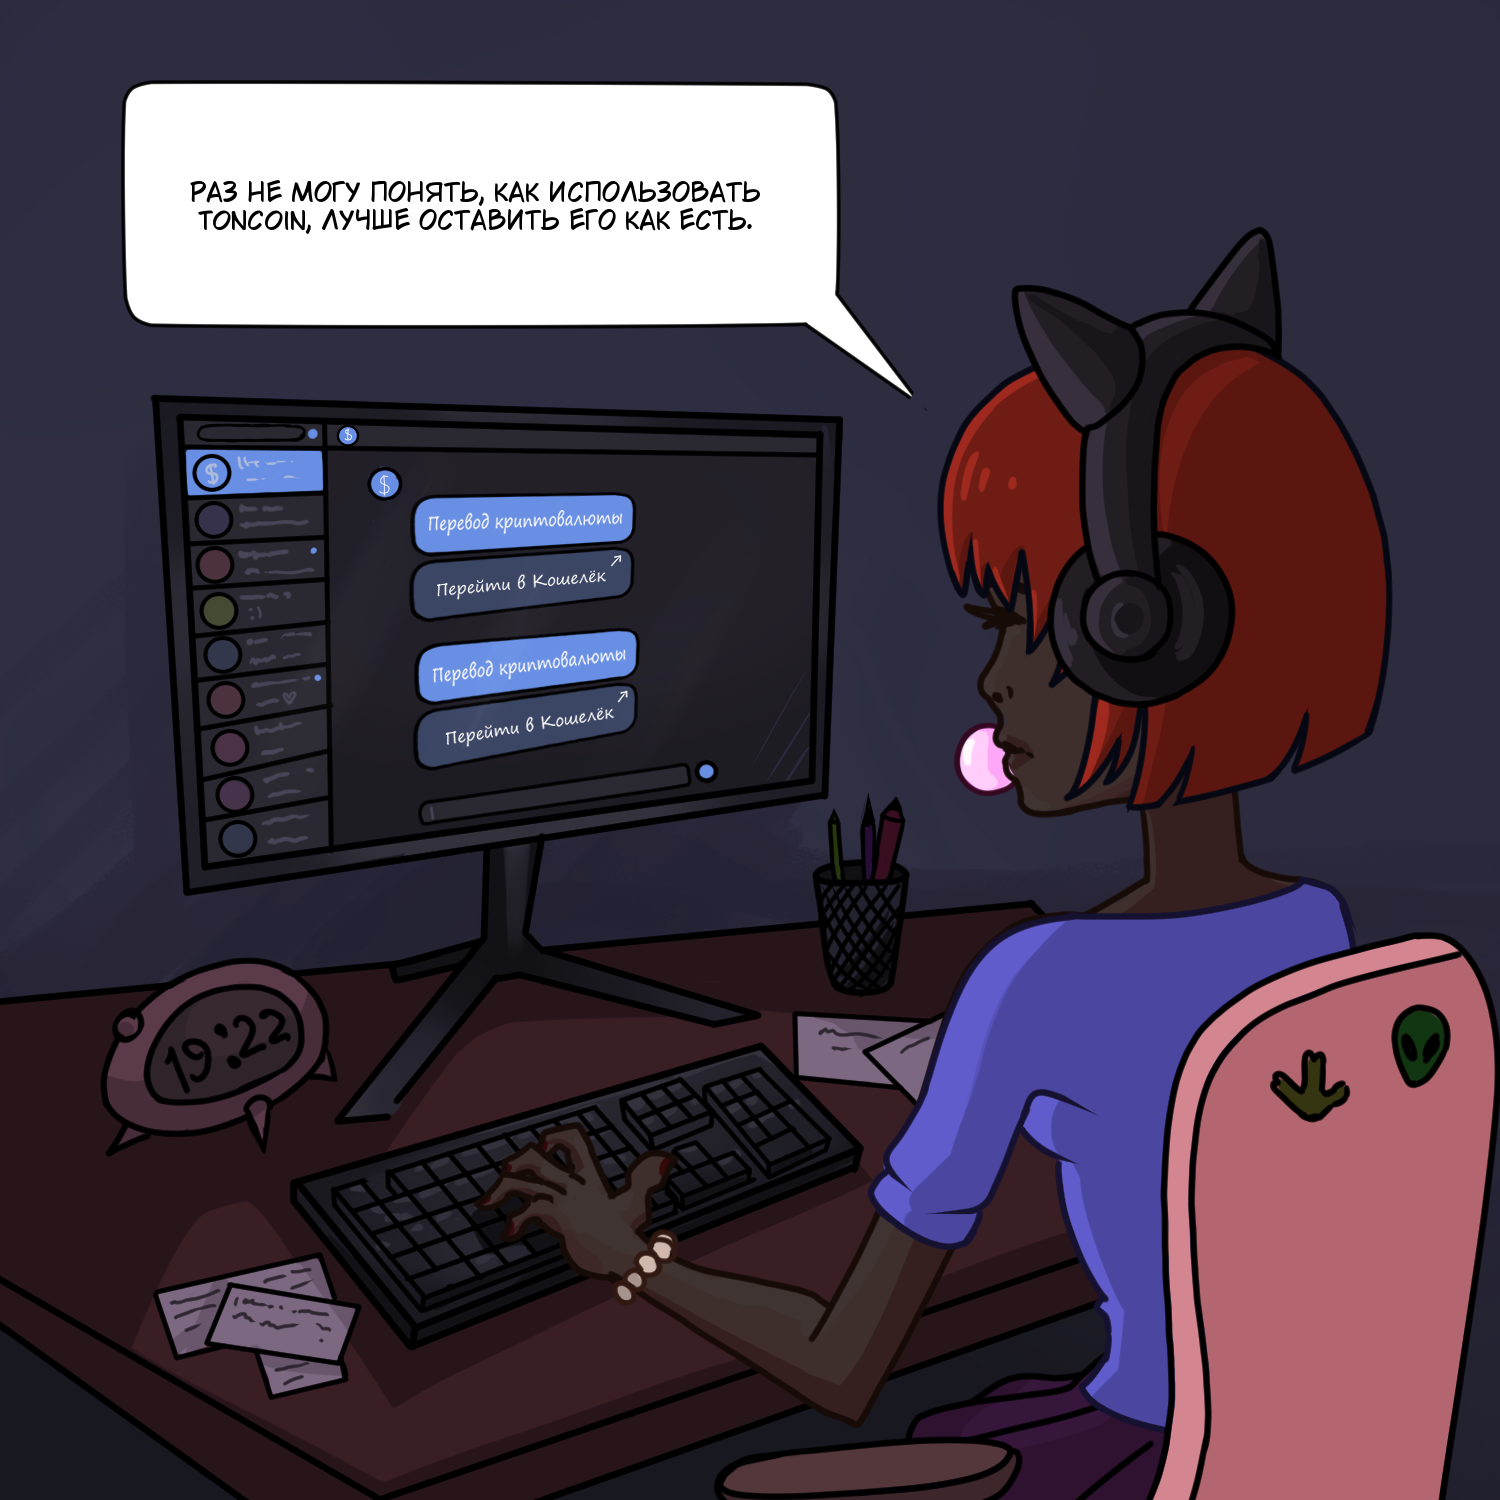 РАЗ НЕ МОГУ ПОНЯТЬ, КАК ИСПОЛЬЗОВАТЬ
TONCOIN, ЛУЧШЕ ОСТАВИТЬ ЕГО КАК ЕСТЬ.
$
$
$
Перевод криптовалюты
Перейти в Кошелёк
:)
Перевод криптовалюты
Перейти в Кошелёк
19:22